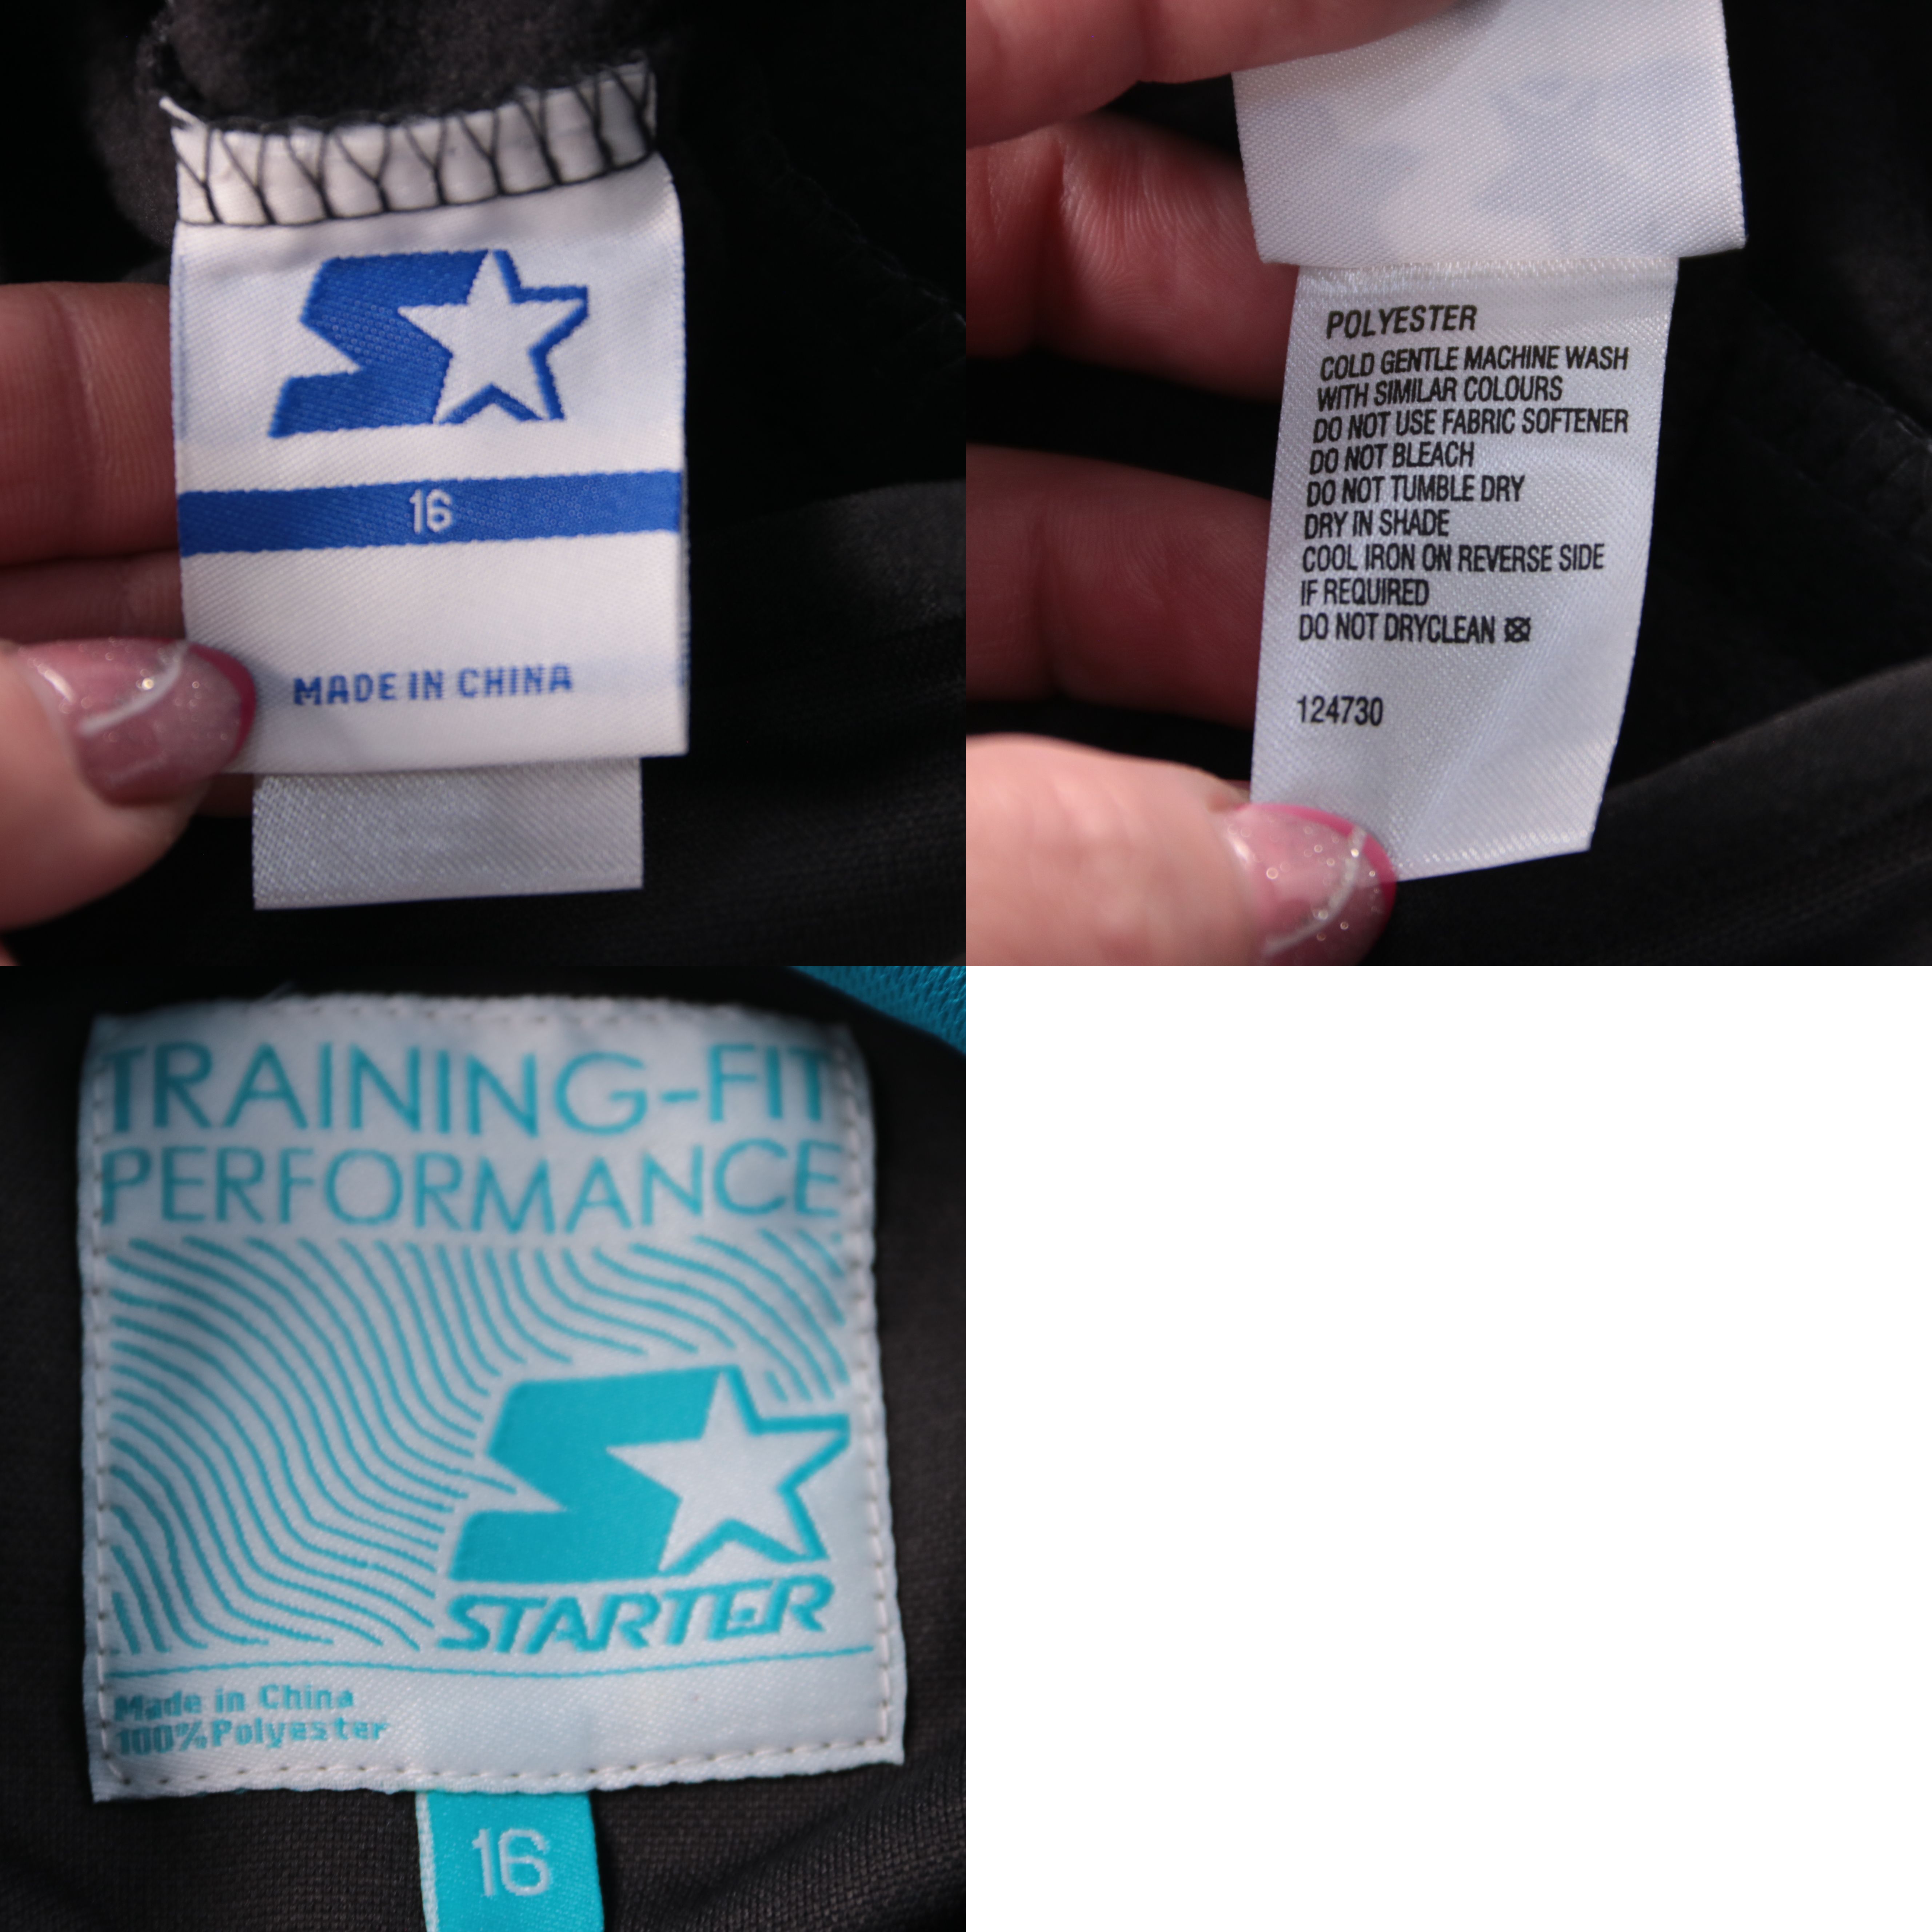 16
MADE IN CHINA
POLYESTER
COLD GENTLE MACHINE WASH
WITH SIMILAR COLOURS
DO NOT USE FABRIC SOFTENER
DO NOT BLEACH
DO NOT TUMBLE DRY
DRY IN SHADE
COOL IRON ON REVERSE SIDE
IF REQUIRED
DO NOT DRYCLEAN
124730
TRAINING-FIT
PERFORMANCE
STARTER
Made in China
100%Polyester
16